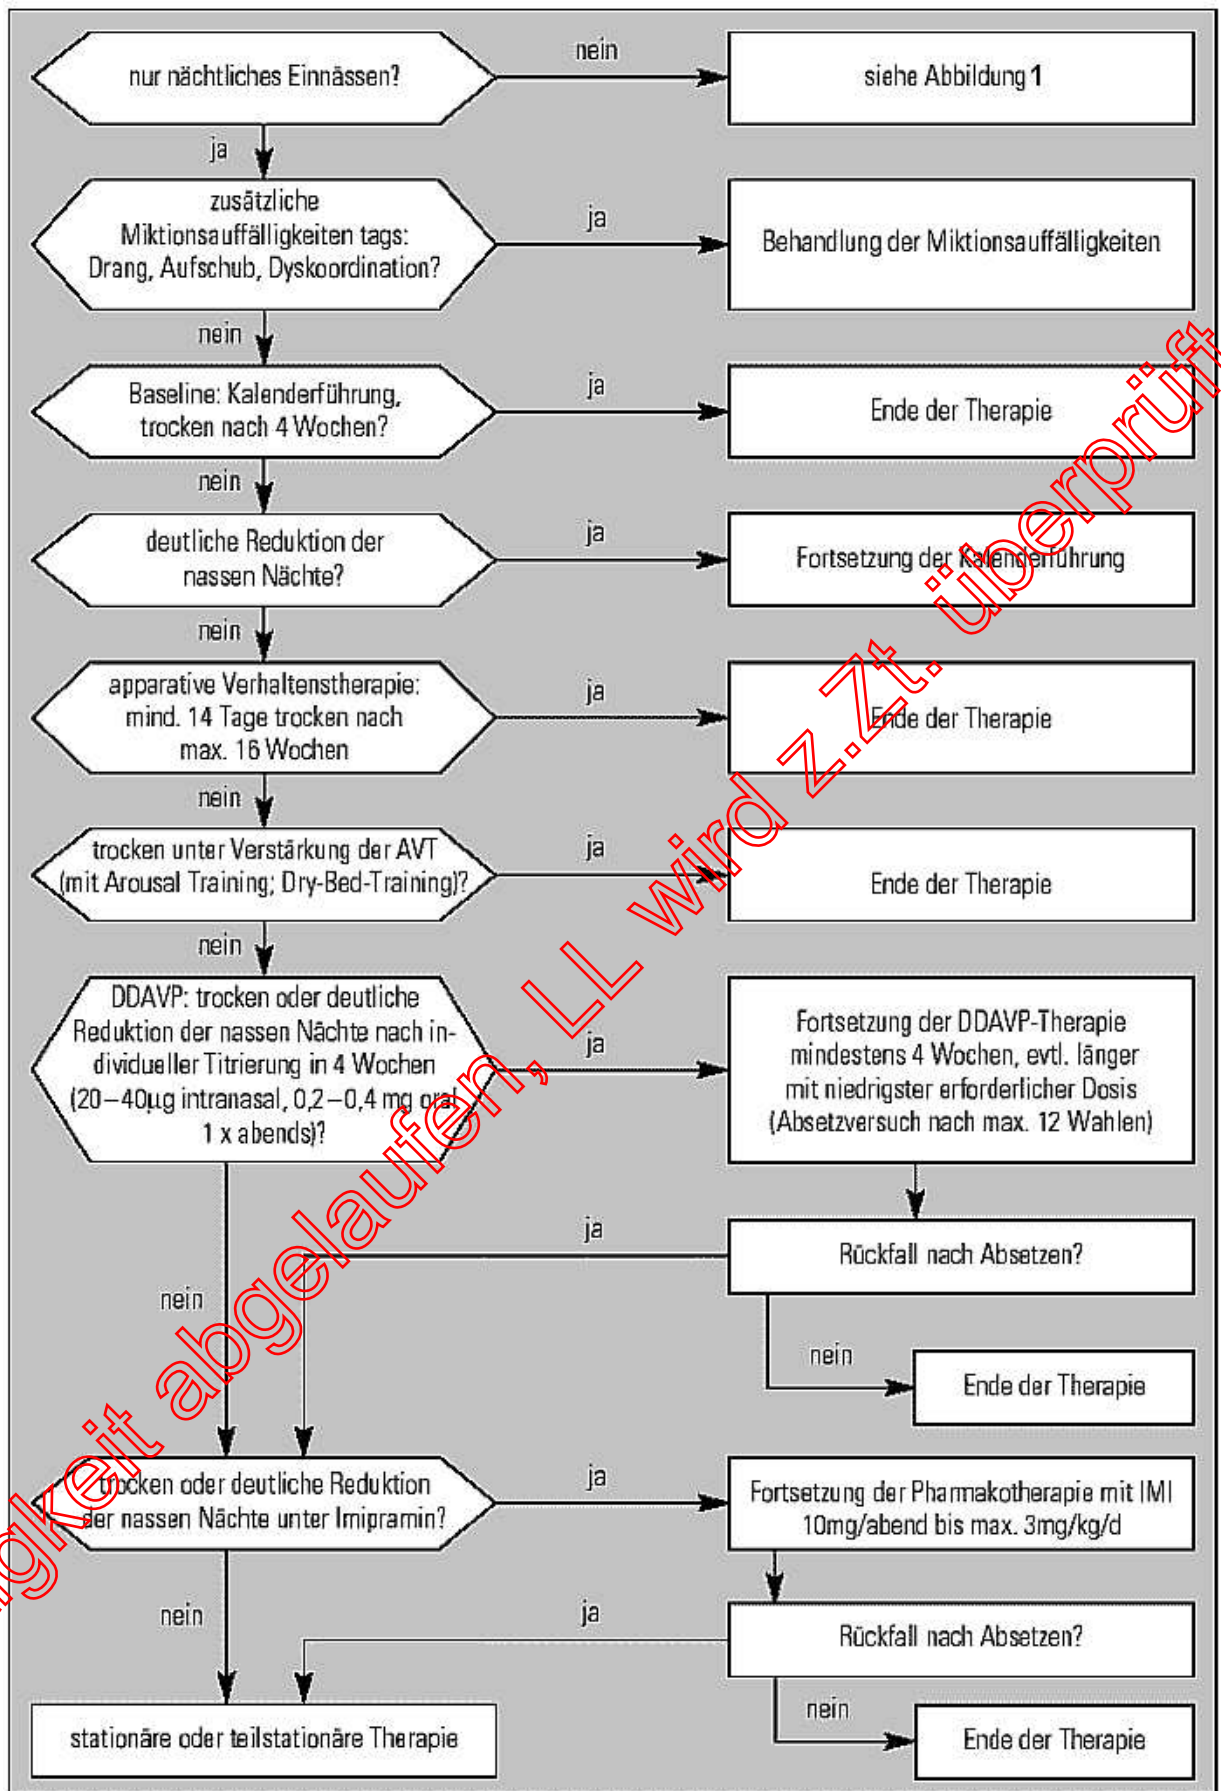 nur nächtliches Einnässen?
nein
siehe Abbildung 1
ja
zusätzliche
Miktionsauffälligkeiten tags:
Drang, Aufschub, Dyskoordination?
ja
Behandlung der Miktionsauffälligkeiten
nein
Baseline: Kalenderführung,
trocken nach 4 Wochen?
ja
Ende der Therapie
nein
deutliche Reduktion der
nassen Nächte?
ja
Fortsetzung der Kalenderführung
nein
apparative Verhaltenstherapie:
mind. 14 Tage trocken nach
max. 16 Wochen
ja
Ende der Therapie
nein
trocken unter Verstärkung der AVT
(mit Arousal Training; Dry-Bed-Training)?
ja
Ende der Therapie
nein
DDAVP: trocken oder deutliche
Reduktion der nassen Nächte nach in-
dividueller Titrierung in 4 Wochen
(20–40µg intranasal, 0,2–0,4 mg oral
1 x abends)?
ja
Fortsetzung der DDAVP-Therapie
mindestens 4 Wochen, evtl. länger
mit niedrigster erforderlicher Dosis
(Absetzversuch nach max. 12 Wahlen)
ja
Rückfall nach Absetzen?
nein
nein
Ende der Therapie
trocken oder deutliche Reduktion
der nassen Nächte unter Imipramin?
ja
Fortsetzung der Pharmakotherapie mit IMI
10mg/abend bis max. 3mg/kg/d
nein
ja
Rückfall nach Absetzen?
nein
stationäre oder teilstationäre Therapie
Ende der Therapie
igkeit abgelaufen, LL wird z.Zt. überprüft